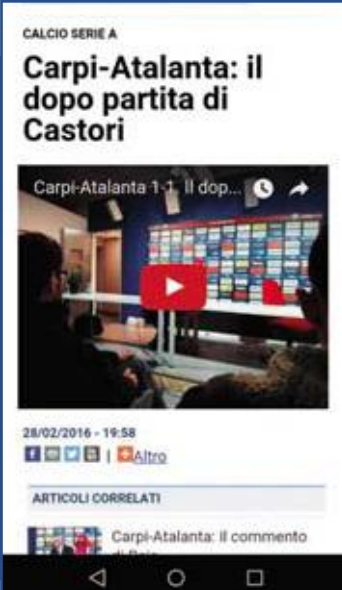 CALCIO SERIE A
Carpi-Atalanta: il
dopo partita di
Castori
Carpi-Atalanta 1-1, Il dop...
28/02/2016 - 19:58
| Altro
ARTICOLI CORRELATI
Carpi-Atalanta: il commento
di